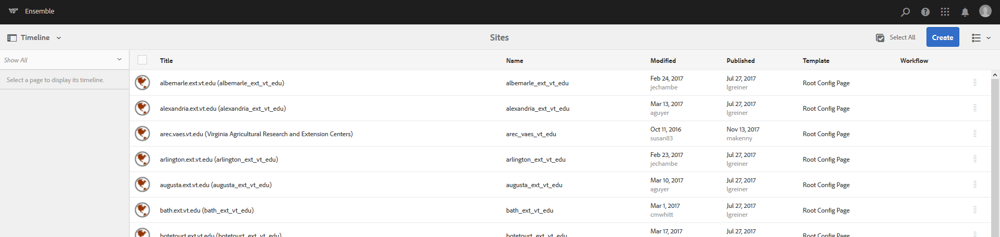 VT Ensemble
Timeline Sites Select All Create
Show All
Select a page to display its timeline.
Title Name Modified Published Template Workflow
albemarle.ext.vt.edu (albemarle_ext_vt_edu) albemarle_ext_vt_edu Feb 24, 2017 Jul 27, 2017 Root Config Page
jechambe lgreiner
alexandria.ext.vt.edu (alexandria_ext_vt_edu) alexandria_ext_vt_edu Mar 13, 2017 Jul 27, 2017 Root Config Page
aguyer lgreiner
arec.vaes.vt.edu (Virginia Agricultural Research and Extension Centers) arec_vaes_vt_edu Oct 11, 2016 Nov 13, 2017 Root Config Page
susan83 makenny
arlington.ext.vt.edu (arlington_ext_vt_edu) arlington_ext_vt_edu Feb 23, 2017 Jul 27, 2017 Root Config Page
jechambe lgreiner
augusta.ext.vt.edu (augusta_ext_vt_edu) augusta_ext_vt_edu Mar 10, 2017 Jul 27, 2017 Root Config Page
aguyer lgreiner
bath.ext.vt.edu (bath_ext_vt_edu) bath_ext_vt_edu Mar 1, 2017 Jul 27, 2017 Root Config Page
cmwhitt lgreiner
botetourt.ext.vt.edu (botetourt_ext_vt_edu) botetourt_ext_vt_edu Mar 17, 2017 Jul 27, 2017 Root Config Page